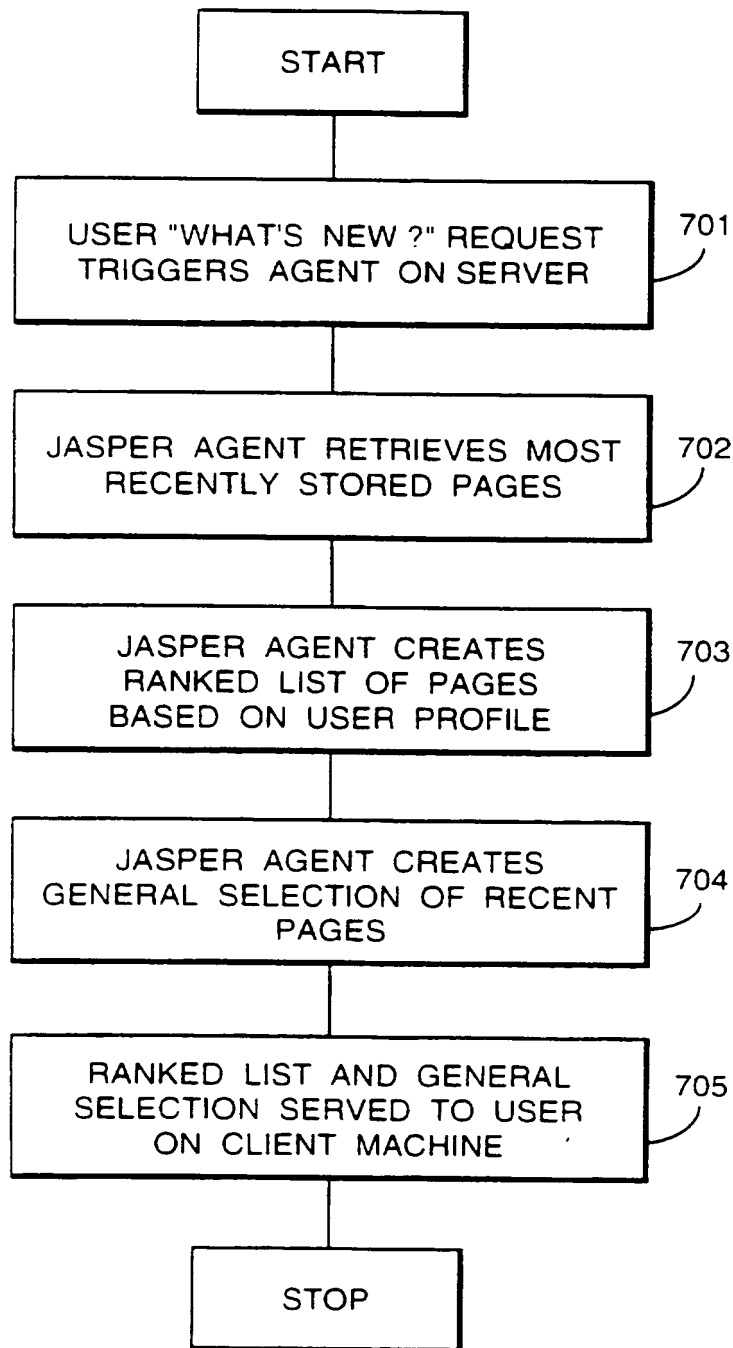 START
USER "WHAT'S NEW ?" REQUEST
TRIGGERS AGENT ON SERVER
701
JASPER AGENT RETRIEVES MOST
RECENTLY STORED PAGES
702
JASPER AGENT CREATES
RANKED LIST OF PAGES
BASED ON USER PROFILE
703
JASPER AGENT CREATES
GENERAL SELECTION OF RECENT
PAGES
704
RANKED LIST AND GENERAL
SELECTION SERVED TO USER
ON CLIENT MACHINE
705
STOP